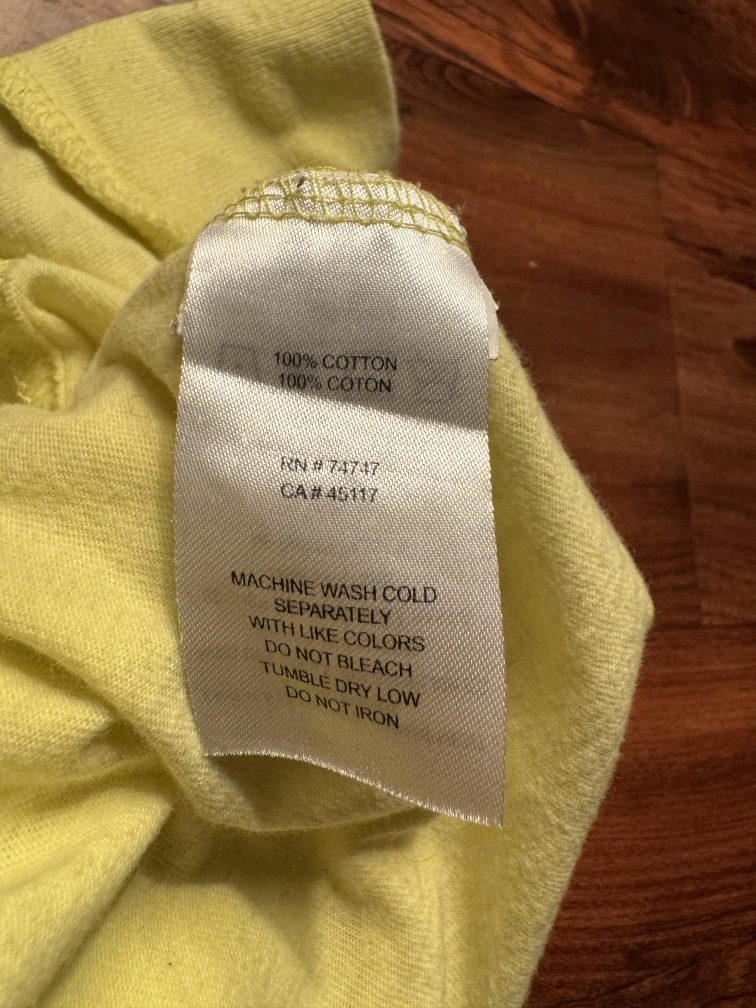 100% COTTON
100% COTON
RN # 74747
CA # 45117
MACHINE WASH COLD
SEPARATELY
WITH LIKE COLORS
DO NOT BLEACH
TUMBLE DRY LOW
DO NOT IRON